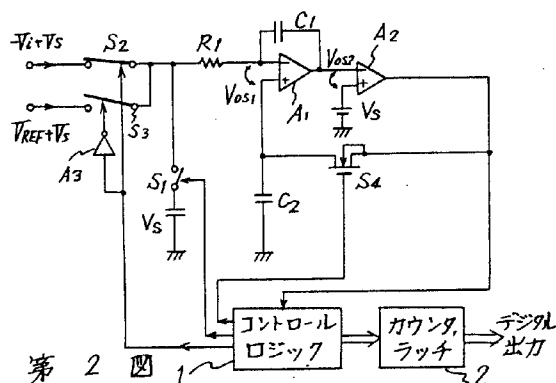 -Vi+VS
S2
R1
C1
A2
VOS1
A1
VOS2
VS
VREF+VS
S3
A3
S1
VS
C2
S4
コントロール
ロジック
1
カウンタ,
ラッチ
2
デジタル
出力
第 2 図